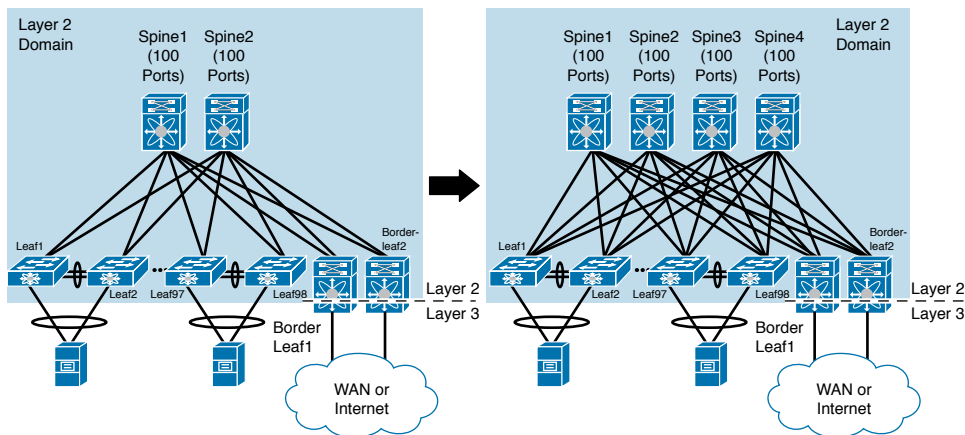 Layer 2
Domain
Spine1
(100
Ports)
Spine2
(100
Ports)
Leaf1
Leaf2
Leaf97
Leaf98
Border-
leaf2
Border
Leaf1
Layer 2
Layer 3
WAN or
Internet
Spine1
(100
Ports)
Spine2
(100
Ports)
Spine3
(100
Ports)
Spine4
(100
Ports)
Layer 2
Domain
Leaf1
Leaf2
Leaf97
Leaf98
Border-
leaf2
Border
Leaf1
Layer 2
Layer 3
WAN or
Internet